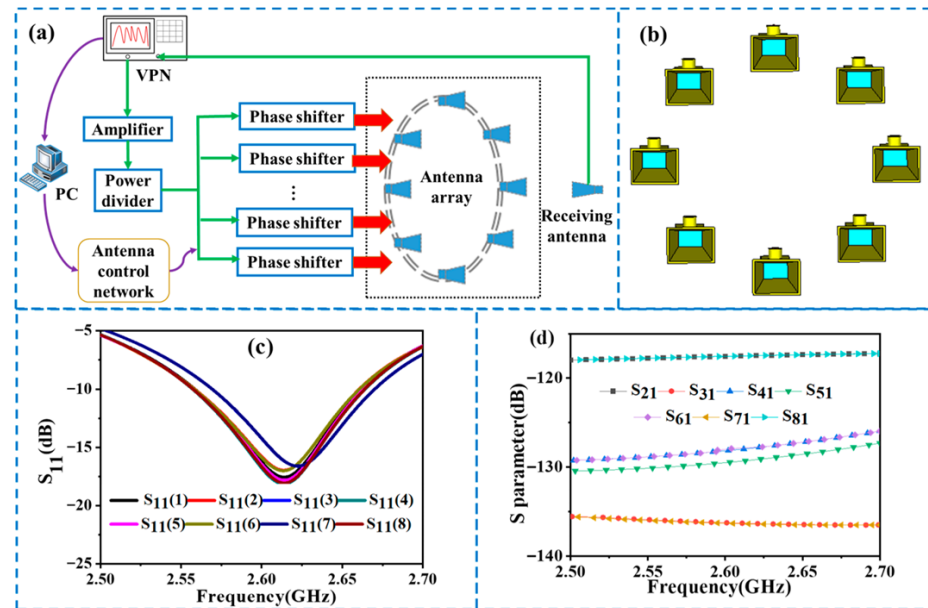 (a)
VPN
Amplifier
PC
Power
divider
Antenna
control
network
Phase shifter
Phase shifter
⋮
Phase shifter
Phase shifter
Antenna
array
Receiving
antenna
(b)
(c)
S11(dB)
−5
−10
−15
−20
−25
S11(1) S11(2) S11(3) S11(4)
S11(5) S11(6) S11(7) S11(8)
2.50 2.55 2.60 2.65 2.70
Frequency(GHz)
(d)
S parameter(dB)
−120
−130
−140
S21 S31 S41 S51
S61 S71 S81
2.50 2.55 2.60 2.65 2.70
Frequency(GHz)